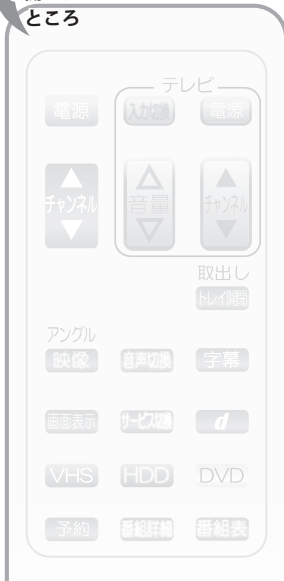 ところ
テレビ
電源 入力切換 電源
チャンネル 音量 チャンネル
取出し
トレイ開閉
アングル
映像 音声切換 字幕
画面表示 サービス切換 d
VHS HDD DVD
予約 番組詳細 番組表